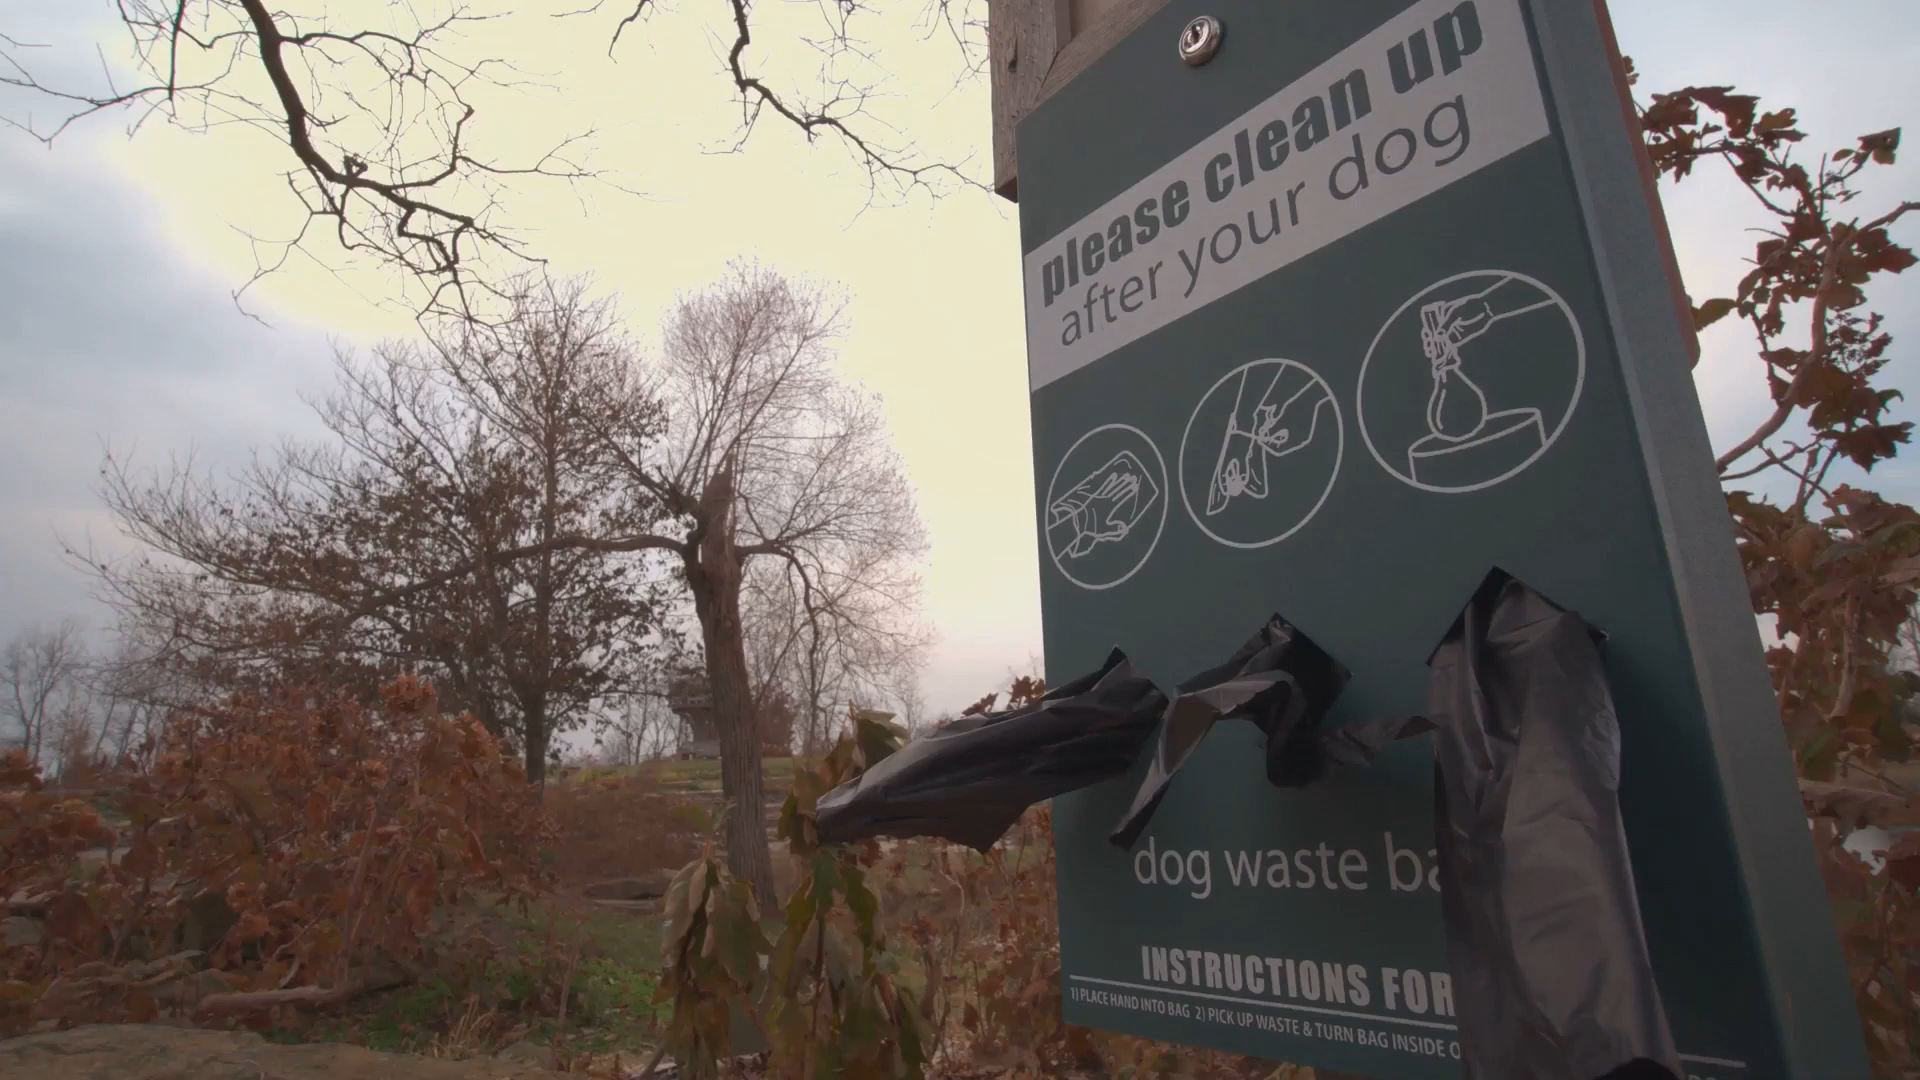 please clean up
after your dog
dog waste
INSTRUCTIONS FOR
1) PLACE HAND INTO BAG 2) PICK UP WASTE & TURN BAG INSIDE